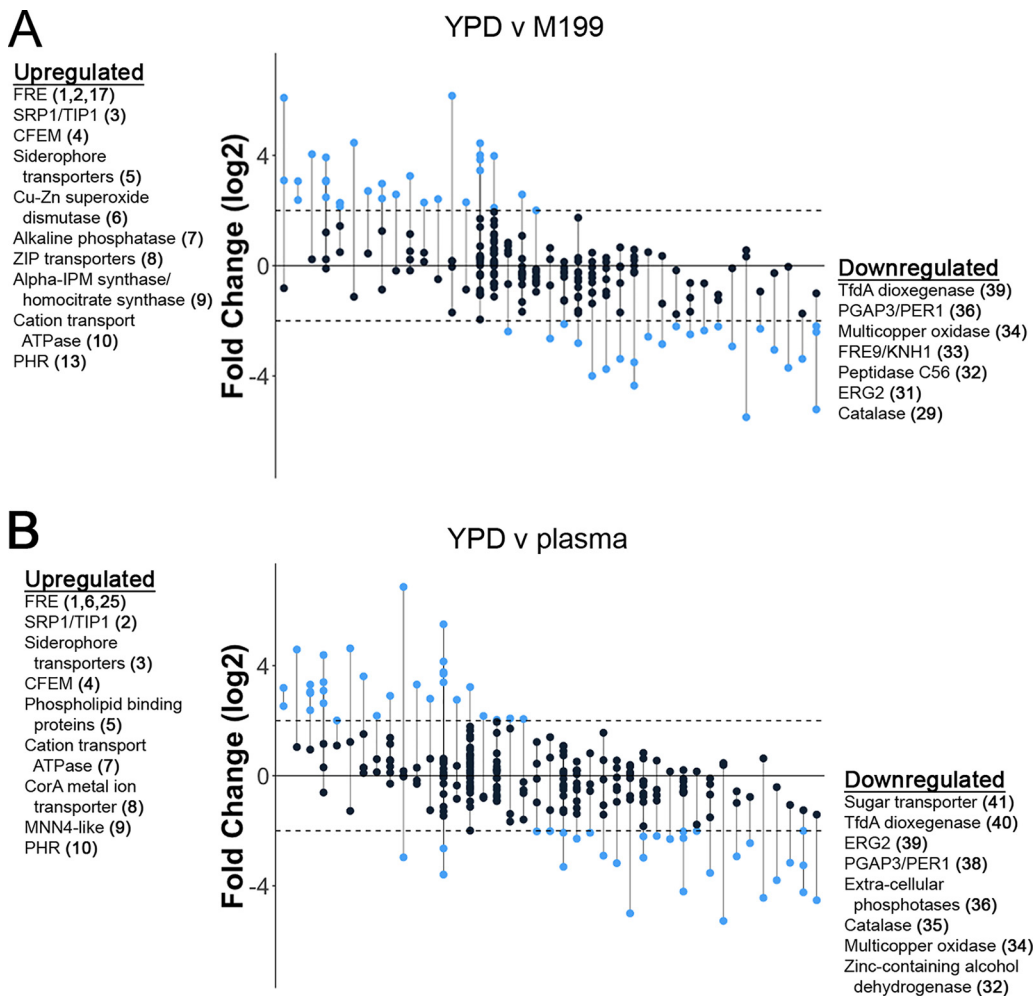 A
YPD v M199
Upregulated
FRE (1,2,17)
SRP1/TIP1 (3)
CFEM (4)
Siderophore
transporters (5)
Cu-Zn superoxide
dismutase (6)
Alkaline phosphatase (7)
ZIP transporters (8)
Alpha-IPM synthase/
homocitrate synthase (9)
Cation transport
ATPase (10)
PHR (13)
Fold Change (log2)
4
0
-4
Downregulated
TfdA dioxegenase (39)
PGAP3/PER1 (36)
Multicopper oxidase (34)
FRE9/KNH1 (33)
Peptidase C56 (32)
ERG2 (31)
Catalase (29)
B
YPD v plasma
Upregulated
FRE (1,6,25)
SRP1/TIP1 (2)
Siderophore
transporters (3)
CFEM (4)
Phospholipid binding
proteins (5)
Cation transport
ATPase (7)
CorA metal ion
transporter (8)
MNN4-like (9)
PHR (10)
Fold Change (log2)
4
0
-4
Downregulated
Sugar transporter (41)
TfdA dioxegenase (40)
ERG2 (39)
PGAP3/PER1 (38)
Extra-cellular
phosphotases (36)
Catalase (35)
Multicopper oxidase (34)
Zinc-containing alcohol
dehydrogenase (32)